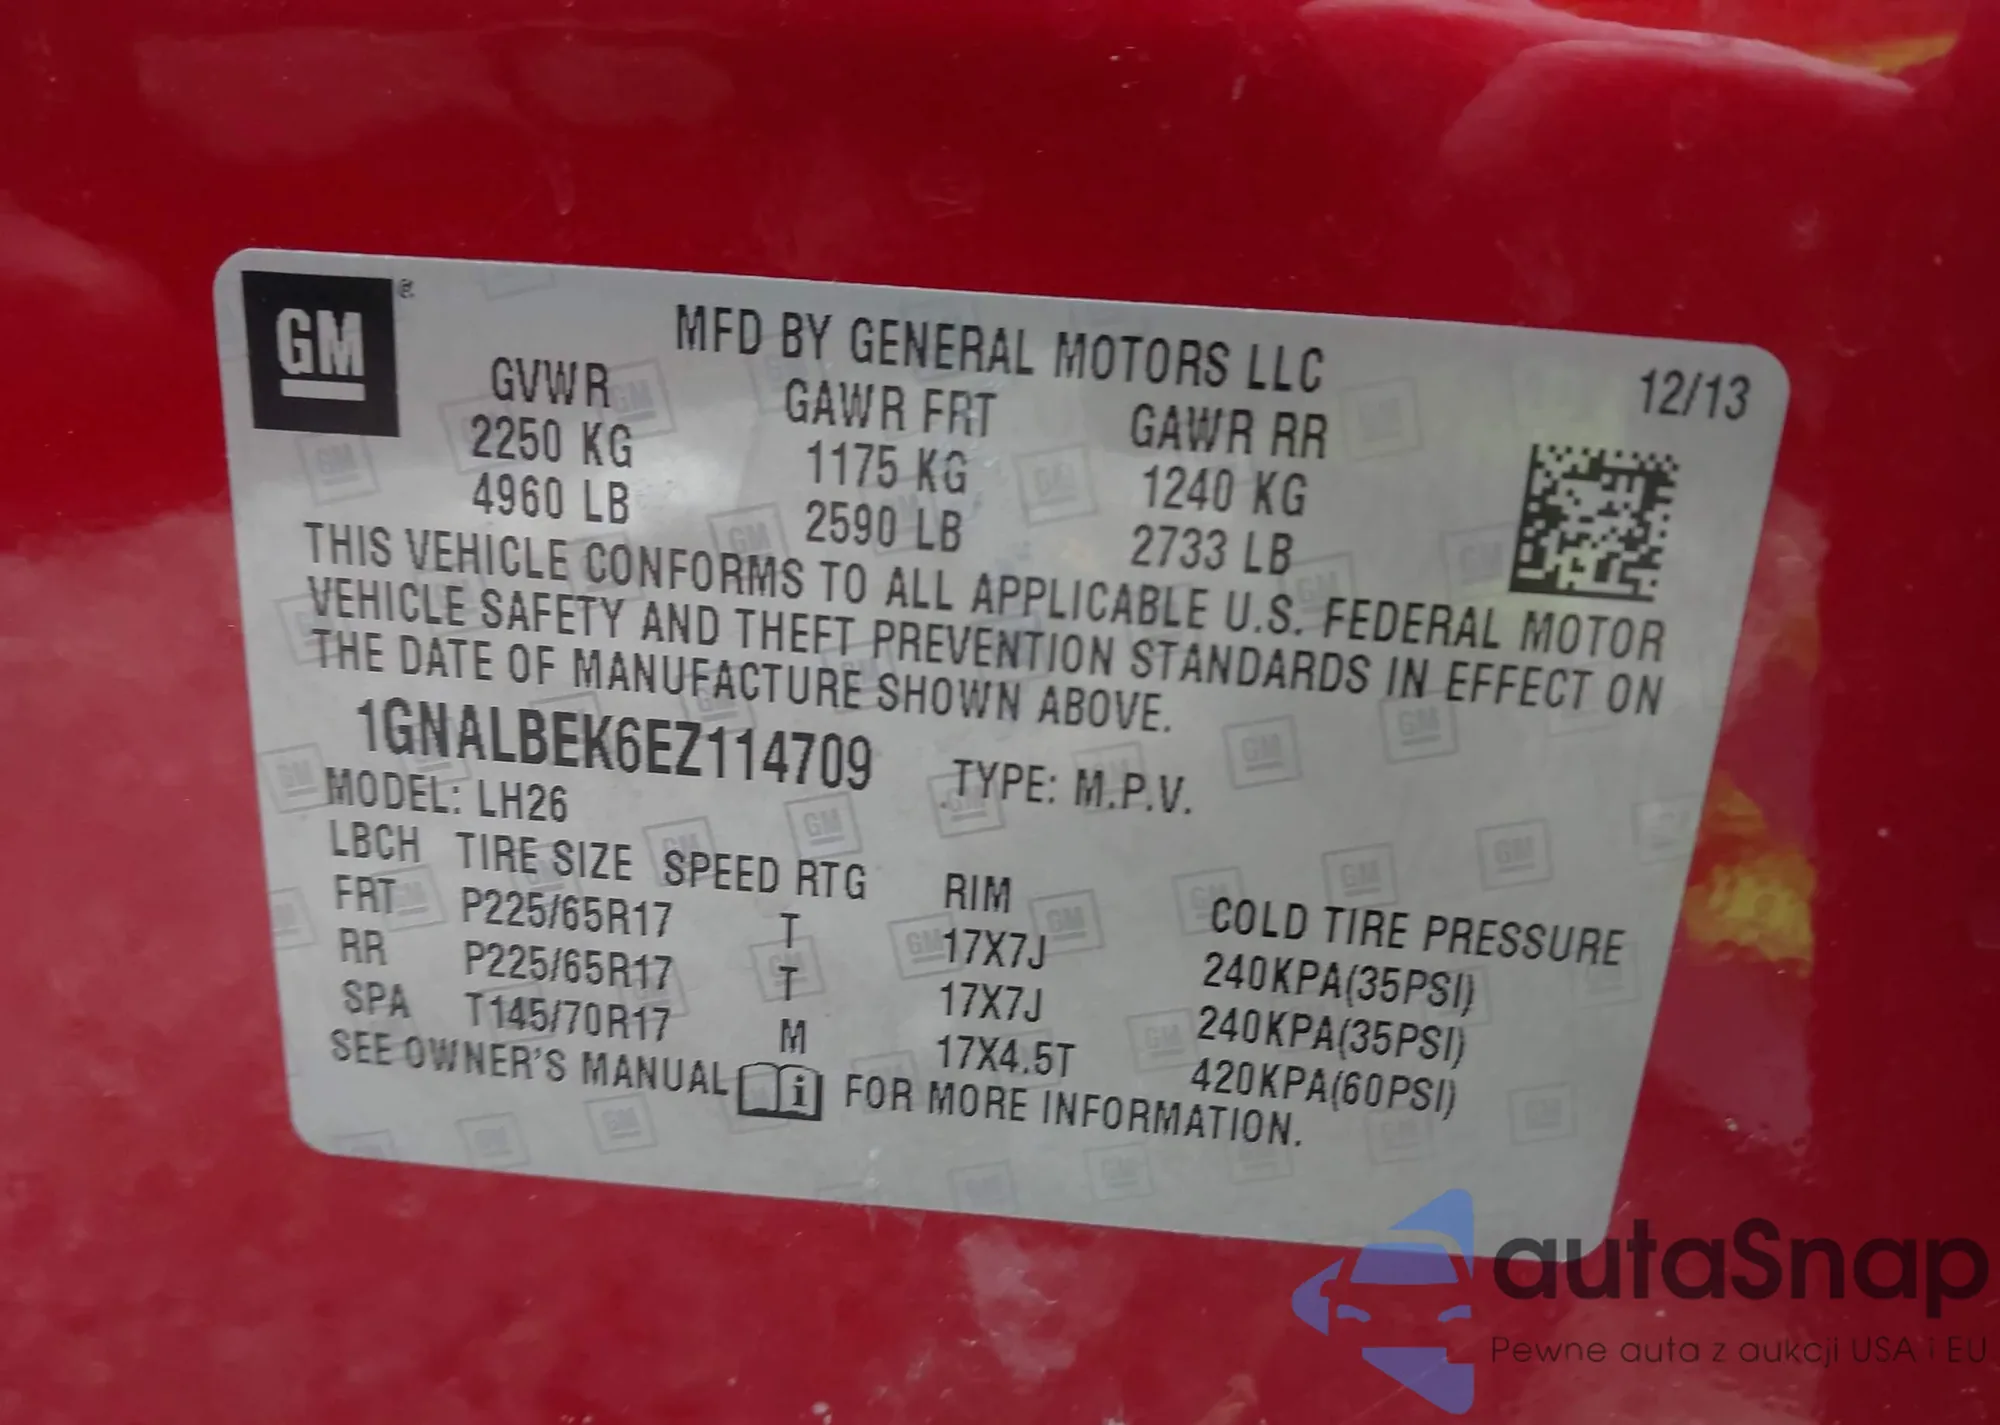 GM
MFD BY GENERAL MOTORS LLC
12/13
GVWR GAWR FRT GAWR RR
2250 KG 1175 KG 1240 KG
4960 LB 2590 LB 2733 LB
THIS VEHICLE CONFORMS TO ALL APPLICABLE U.S. FEDERAL MOTOR
VEHICLE SAFETY AND THEFT PREVENTION STANDARDS IN EFFECT ON
THE DATE OF MANUFACTURE SHOWN ABOVE.
1GNALBEK6EZ114709 TYPE: M.P.V.
MODEL: LH26
LBCH TIRE SIZE SPEED RTG RIM COLD TIRE PRESSURE
FRT P225/65R17 T 17X7J 240KPA(35PSI)
RR P225/65R17 T 17X7J 240KPA(35PSI)
SPA T145/70R17 M 17X4.5T 420KPA(60PSI)
SEE OWNER'S MANUAL i FOR MORE INFORMATION.
autaSnap
Pewne auta z aukcji USA i EU